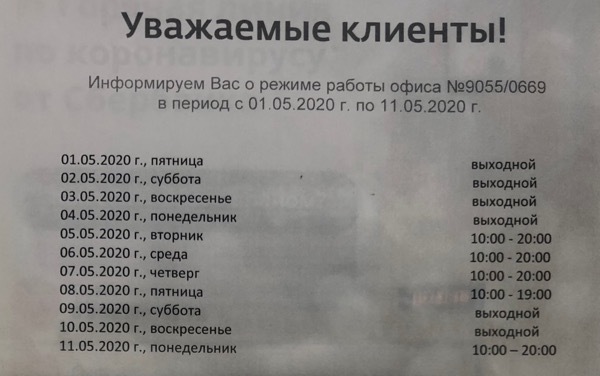 Уважаемые клиенты!
Информируем Вас о режиме работы офиса №9055/0669
в период с 01.05.2020 г. по 11.05.2020 г.
01.05.2020 г., пятница выходной
02.05.2020 г., суббота выходной
03.05.2020 г., воскресенье выходной
04.05.2020 г., понедельник выходной
05.05.2020 г., вторник 10:00 - 20:00
06.05.2020 г., среда 10:00 - 20:00
07.05.2020 г., четверг 10:00 - 20:00
08.05.2020 г., пятница 10:00 - 19:00
09.05.2020 г., суббота выходной
10.05.2020 г., воскресенье выходной
11.05.2020 г., понедельник 10:00 – 20:00